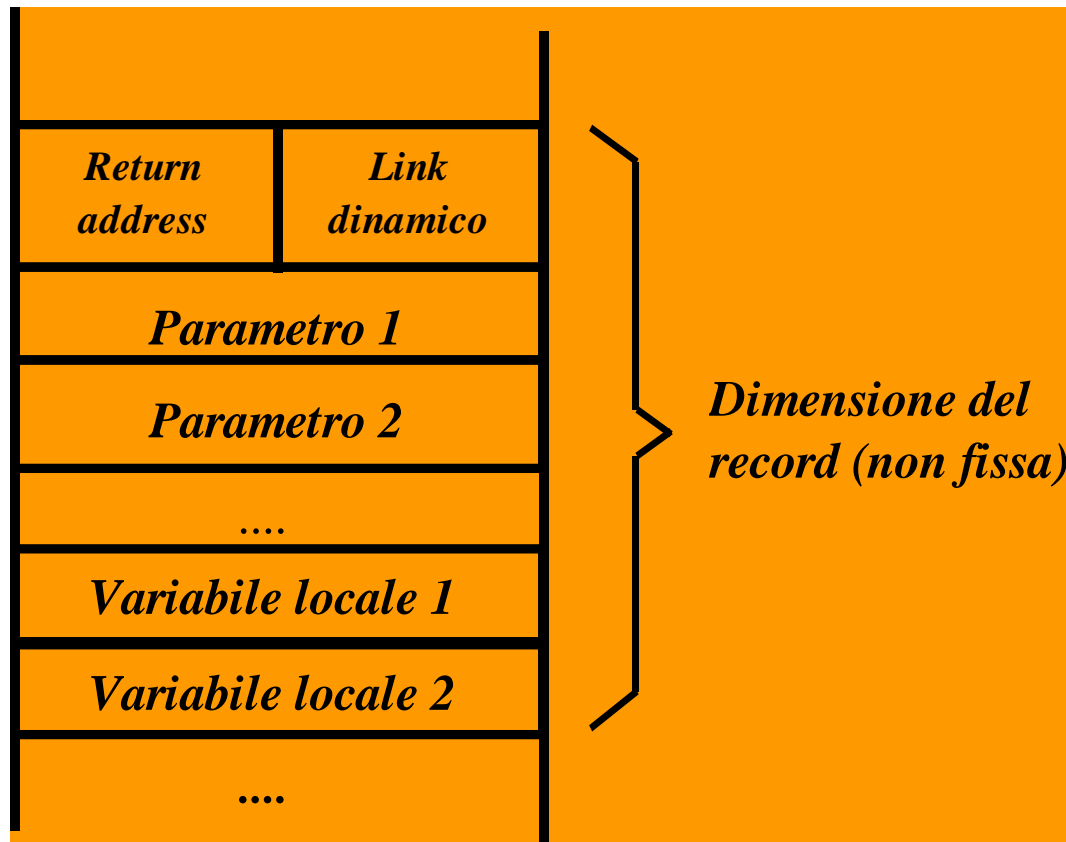 Return
address
Link
dinamico
Parametro 1
Parametro 2
....
Variabile locale 1
Variabile locale 2
....
Dimensione del
record (non fissa)